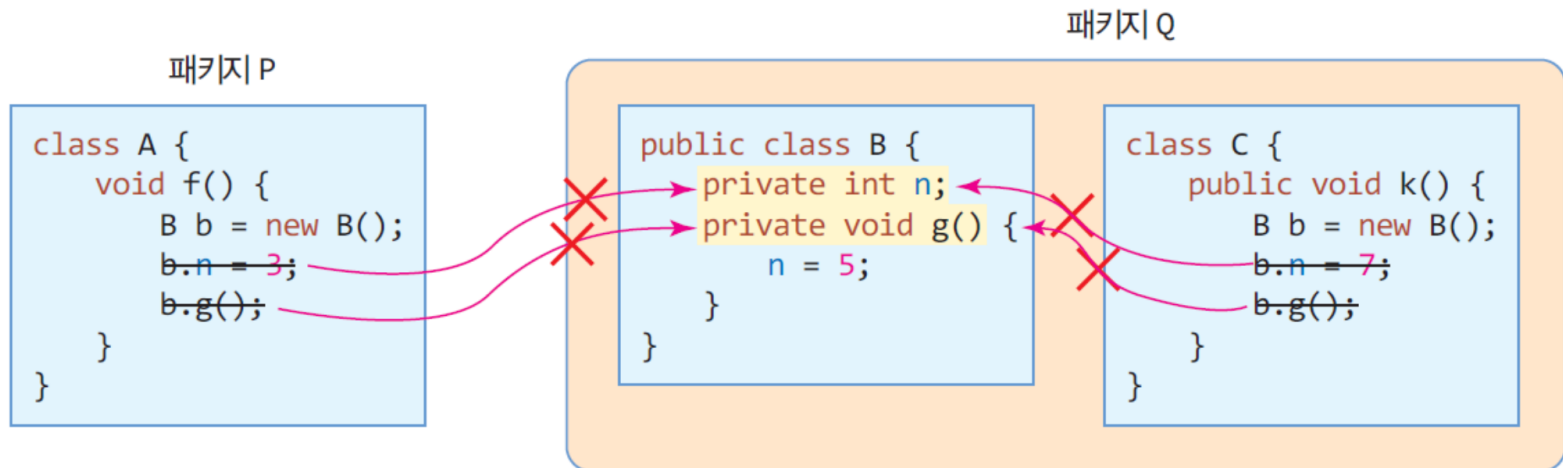 패키지 Q
패키지 P
class A {
void f() {
B b = new B();
b.n = 3;
b.g();
}
}
public class B {
private int n;
private void g() {
n = 5;
}
}
class C {
public void k() {
B b = new B();
b.n = 7;
b.g();
}
}